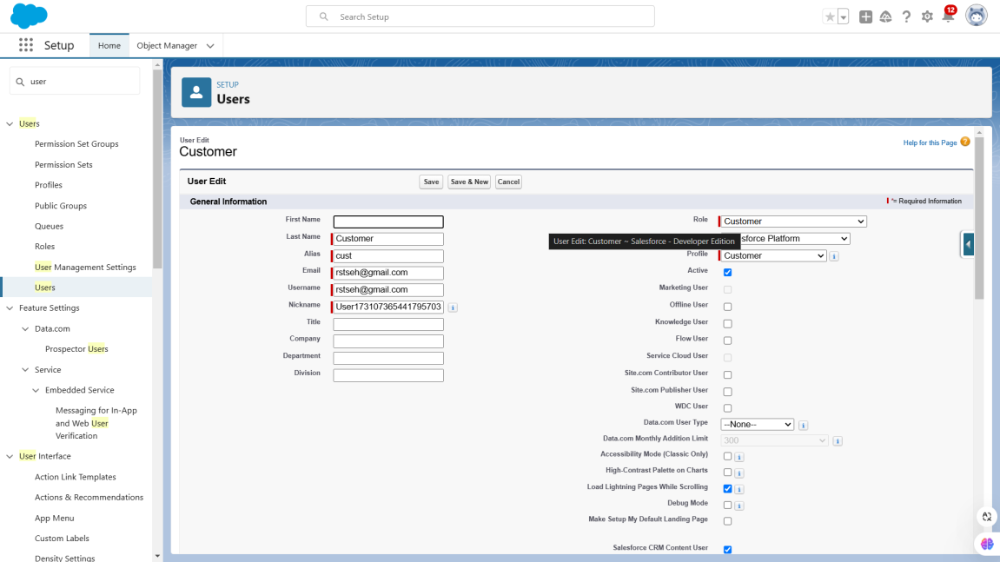 Search Setup
12
Setup
Home
Object Manager
user
Users
Permission Set Groups
Permission Sets
Profiles
Public Groups
Queues
Roles
User Management Settings
Users
Feature Settings
Data.com
Prospector Users
Service
Embedded Service
Messaging for In-App
and Web User
Verification
User Interface
Action Link Templates
Actions & Recommendations
App Menu
Custom Labels
Density Settings
SETUP
Users
User Edit
Customer
Help for this Page ?
User Edit
Save
Save & New
Cancel
General Information
= Required Information
First Name
Last Name Customer
Alias cust
Email rstseh@gmail.com
Username rstseh@gmail.com
Nickname User173107365441795703 i
Title
Company
Department
Division
Role Customer
User Edit: Customer ~ Salesforce - Developer Edition
sforce Platform
Profile Customer i
Active
Marketing User
Offline User
Knowledge User
Flow User
Service Cloud User
Site.com Contributor User
Site.com Publisher User
WDC User
Data.com User Type --None-- i
Data.com Monthly Addition Limit 300 i
Accessibility Mode (Classic Only) i
High-Contrast Palette on Charts i
Load Lightning Pages While Scrolling i
Debug Mode i
Make Setup My Default Landing Page
Salesforce CRM Content User